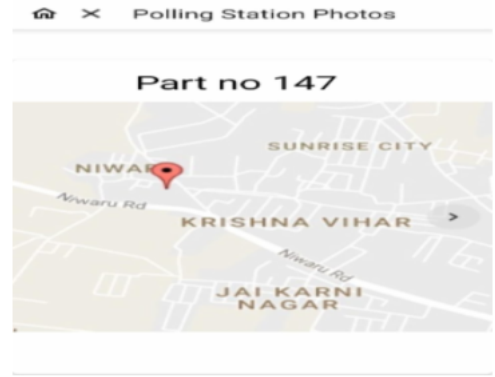 Polling Station Photos
Part no 147
SUNRISE CITY
NIWAR
Niwaru Rd
KRISHNA VIHAR
Niwaru Rd
JAI KARNI
NAGAR